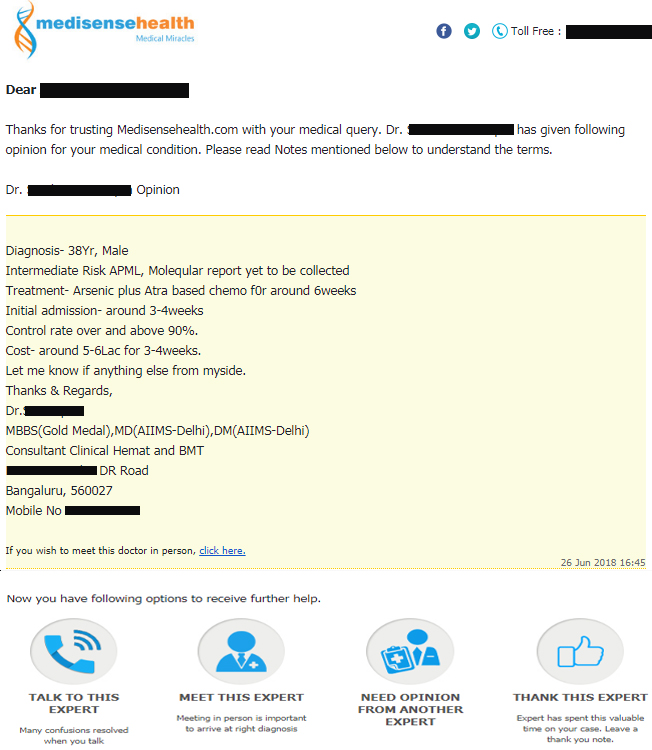 medisensehealth
Medical Miracles
Toll Free :
Dear
Thanks for trusting Medisensehealth.com with your medical query. Dr. has given following
opinion for your medical condition. Please read Notes mentioned below to understand the terms.
Dr. Opinion
Diagnosis- 38Yr, Male
Intermediate Risk APML, Moleqular report yet to be collected
Treatment- Arsenic plus Atra based chemo f0r around 6weeks
Initial admission- around 3-4weeks
Control rate over and above 90%.
Cost- around 5-6Lac for 3-4weeks.
Let me know if anything else from myside.
Thanks & Regards,
Dr.
MBBS(Gold Medal),MD(AIIMS-Delhi),DM(AIIMS-Delhi)
Consultant Clinical Hemat and BMT
DR Road
Bangaluru, 560027
Mobile No
If you wish to meet this doctor in person, click here.
26 Jun 2018 16:45
Now you have following options to receive further help.
TALK TO THIS
EXPERT
Many confusions resolved
when you talk
MEET THIS EXPERT
Meeting in person is important
to arrive at right diagnosis
NEED OPINION
FROM ANOTHER
EXPERT
THANK THIS EXPERT
Expert has spent this valuable
time on your case. Leave a
thank you note.